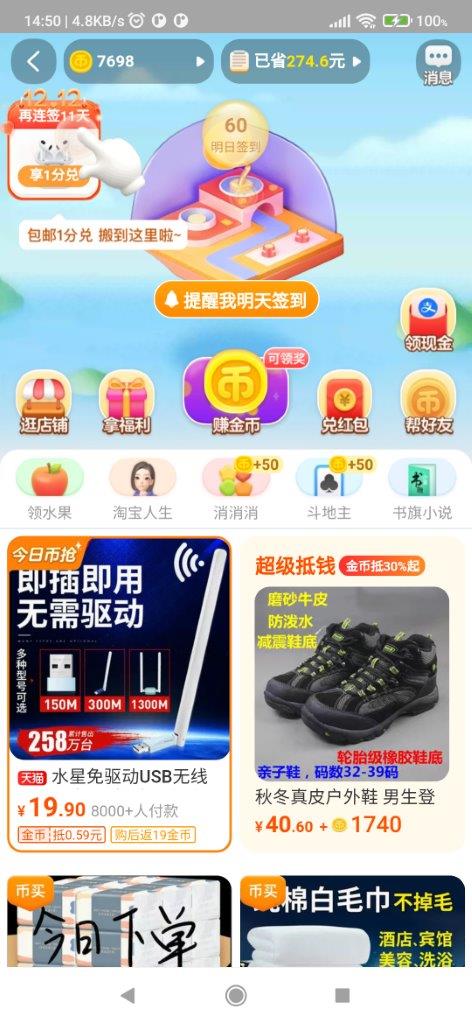 14:50 | 4.8KB/s
100%
7698
已省274.6元
消息
12.12
再连签11天
享1分兑
60
明日签到
包邮1分兑 搬到这里啦~
提醒我明天签到
领现金
可领奖
逛店铺
拿福利
赚金币
兑红包
帮好友
+50
+50
领水果
淘宝人生
消消消
斗地主
书旗小说
今日币抢
即插即用
无需驱动
多种型号可选
150M
300M
1300M
258万台
累计售出
天猫 水星免驱动USB无线
¥19.90 8000+人付款
金币 抵0.59元 购后返19金币
超级抵钱 金币抵30%起
磨砂牛皮
防泼水
减震鞋底
轮胎级橡胶鞋底
亲子鞋，码数32-39码
秋冬真皮户外鞋 男生登
¥40.60 + 1740
币买
今日下单
币买
纯棉白毛巾 不掉毛
酒店、宾馆
美容、洗浴